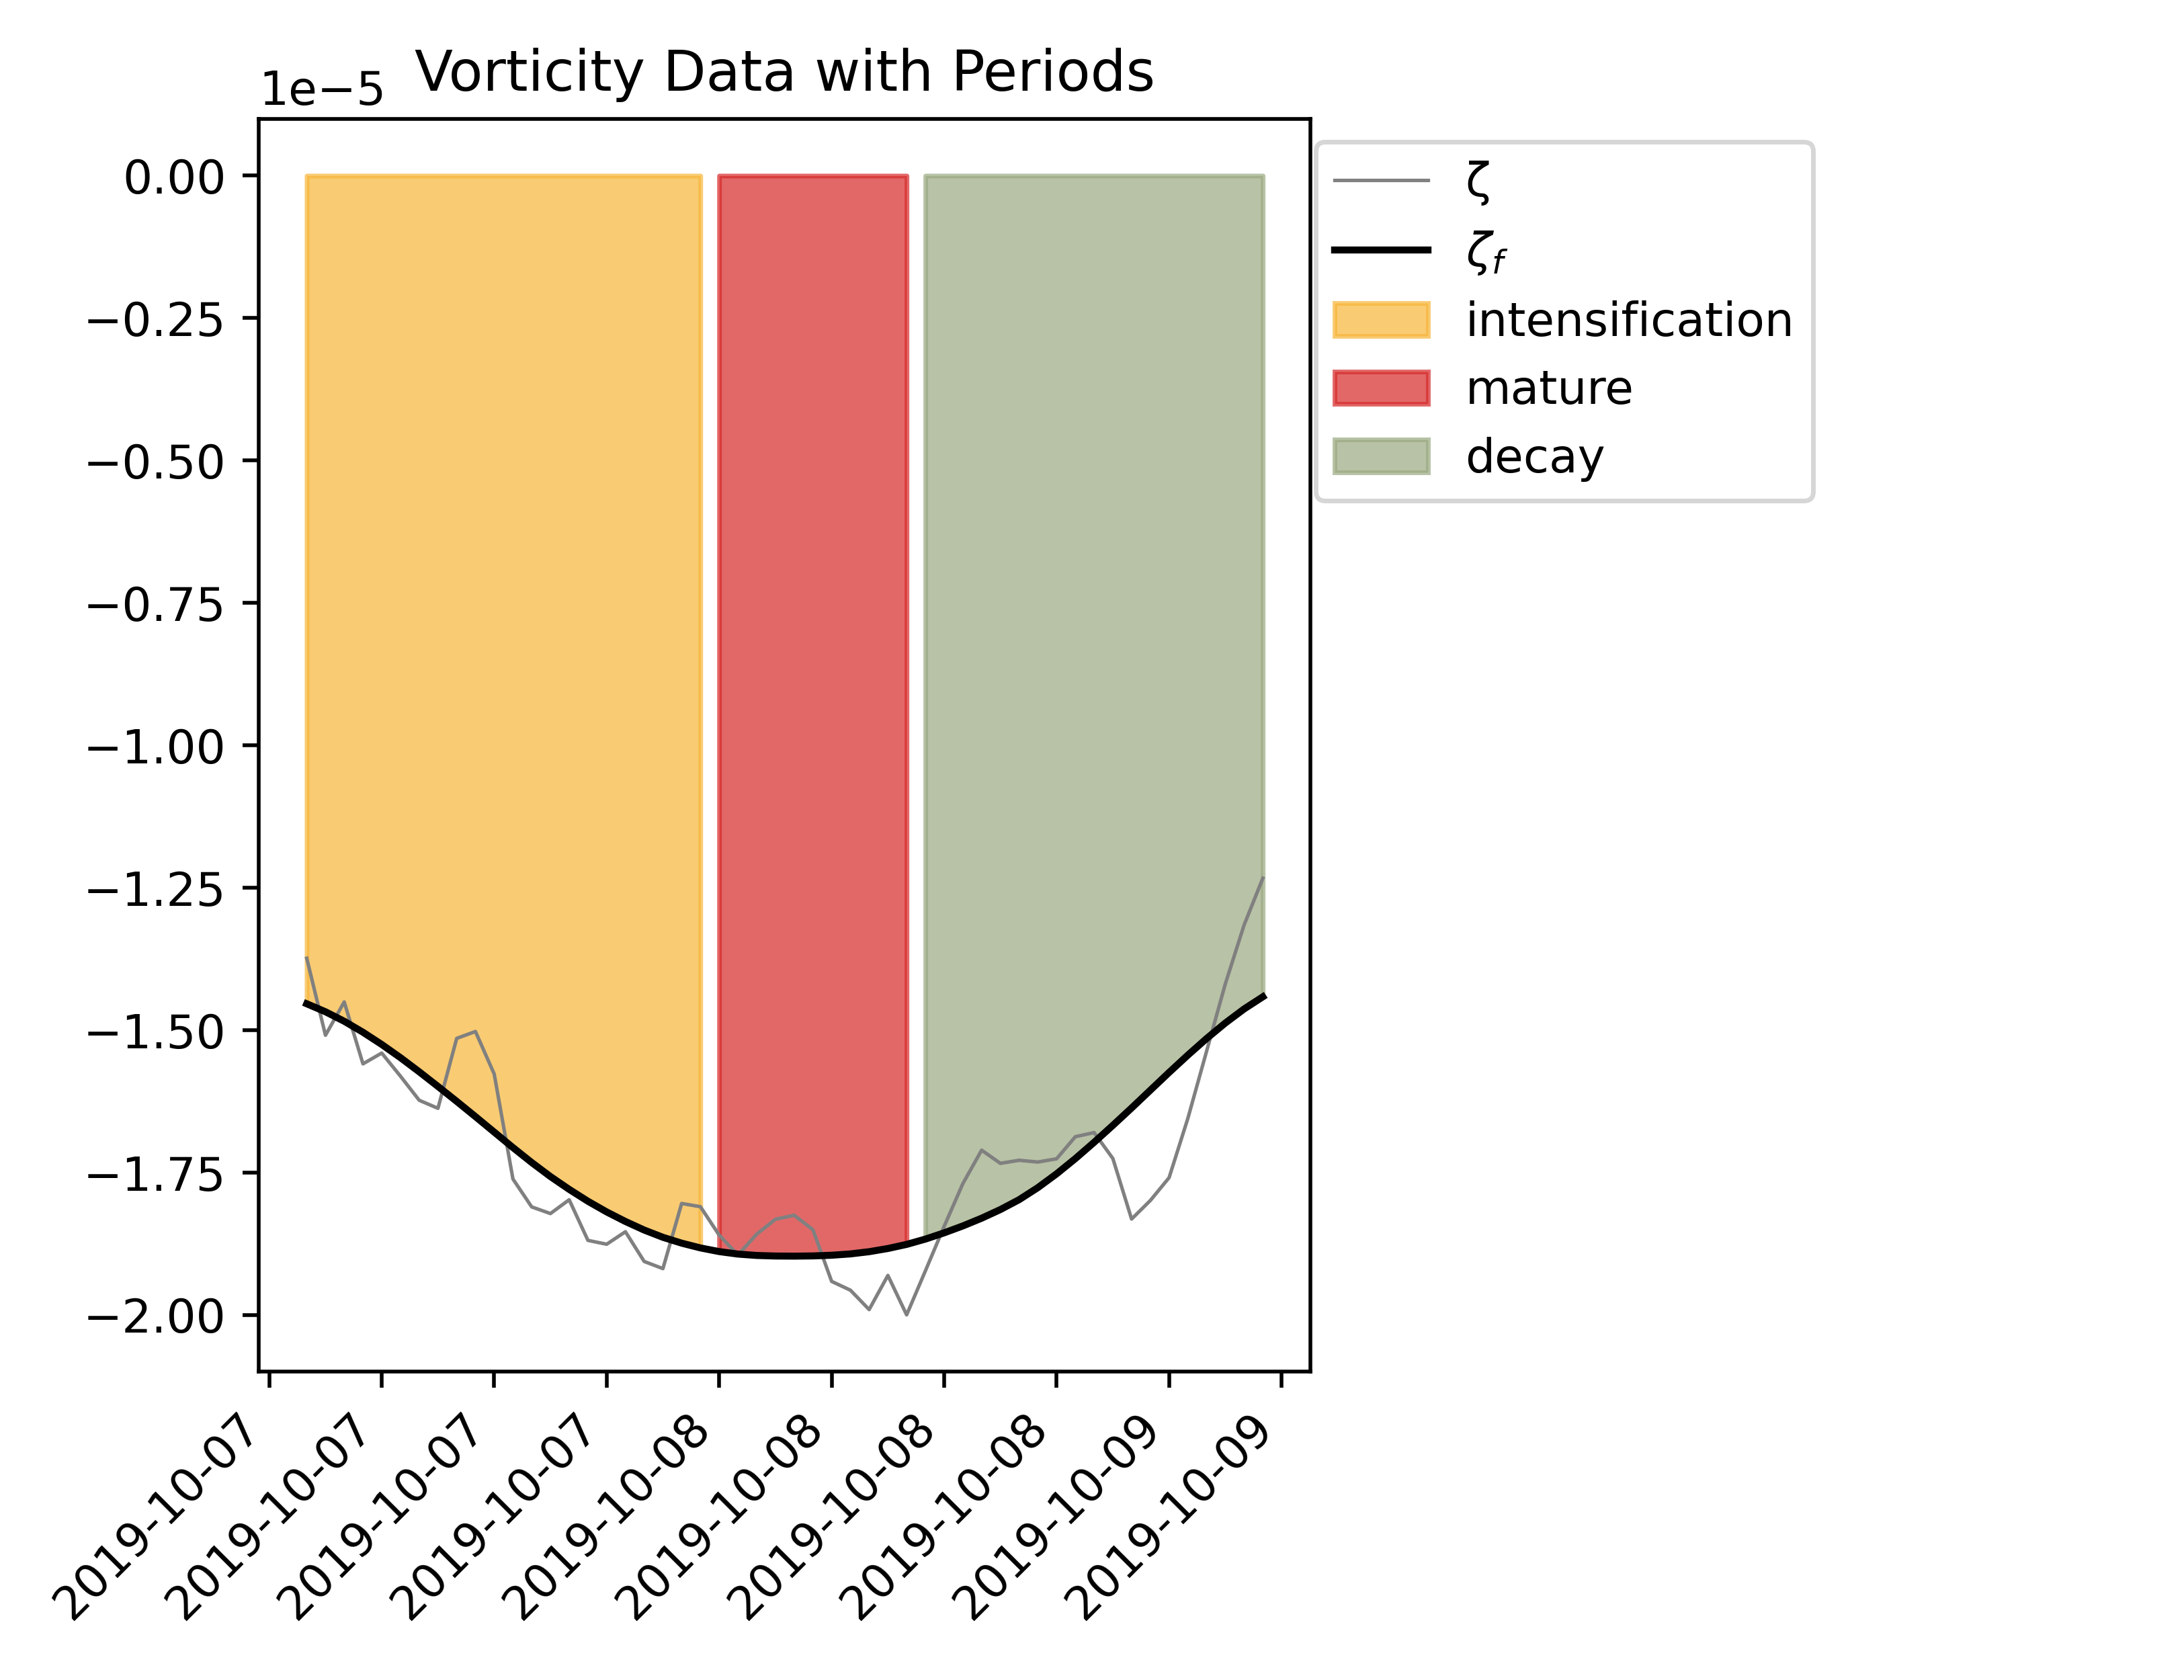 Vorticity Data with Periods
1e−5
0.00
−0.25
−0.50
−0.75
−1.00
−1.25
−1.50
−1.75
−2.00
2019-10-07
2019-10-07
2019-10-07
2019-10-07
2019-10-08
2019-10-08
2019-10-08
2019-10-08
2019-10-09
2019-10-09
ζ
ζf
intensification
mature
decay